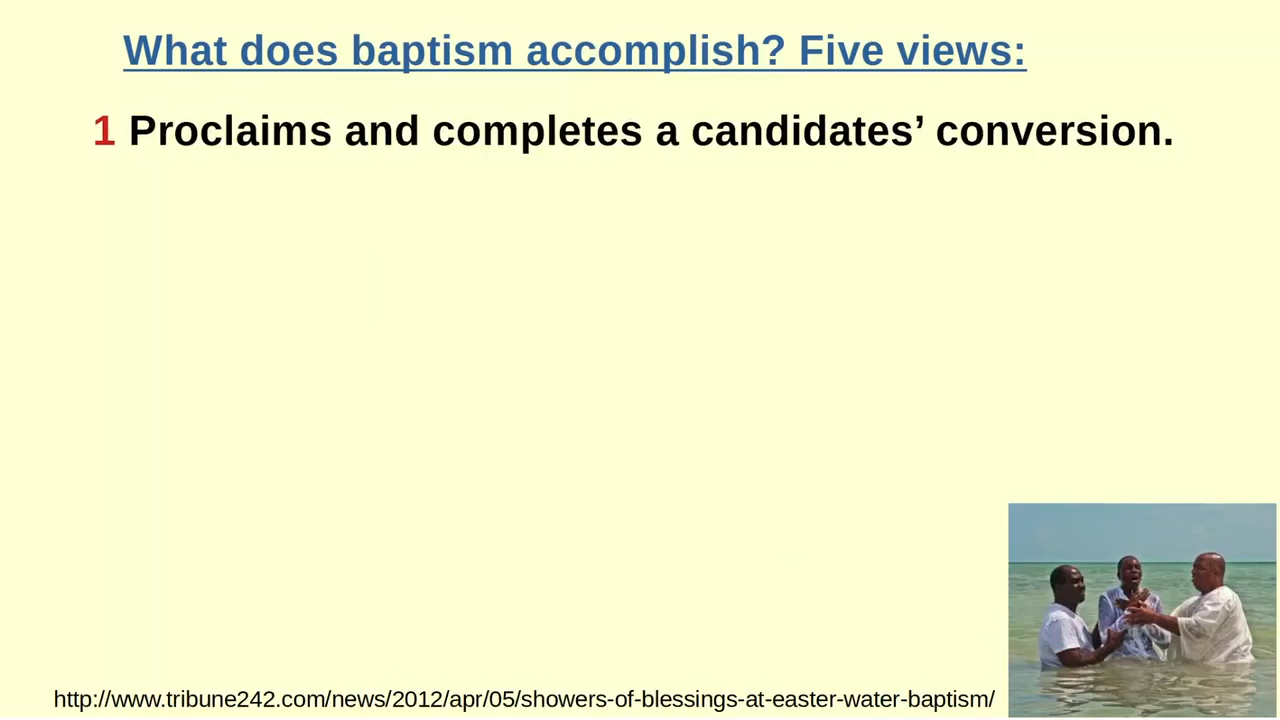 What does baptism accomplish? Five views:
1 Proclaims and completes a candidates’ conversion.
http://www.tribune242.com/news/2012/apr/05/showers-of-blessings-at-easter-water-baptism/